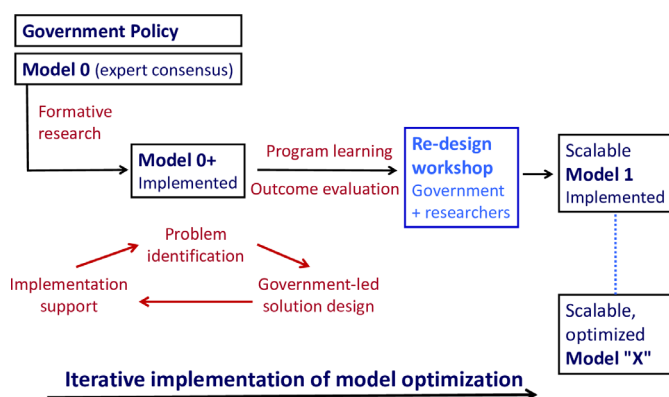 Government Policy
Model 0 (expert consensus)
Formative
research
Model 0+
Implemented
Program learning
Outcome evaluation
Re-design
workshop
Government
+ researchers
Scalable
Model 1
Implemented
Problem
identification
Implementation
support
Government-led
solution design
Scalable,
optimized
Model "X"
Iterative implementation of model optimization